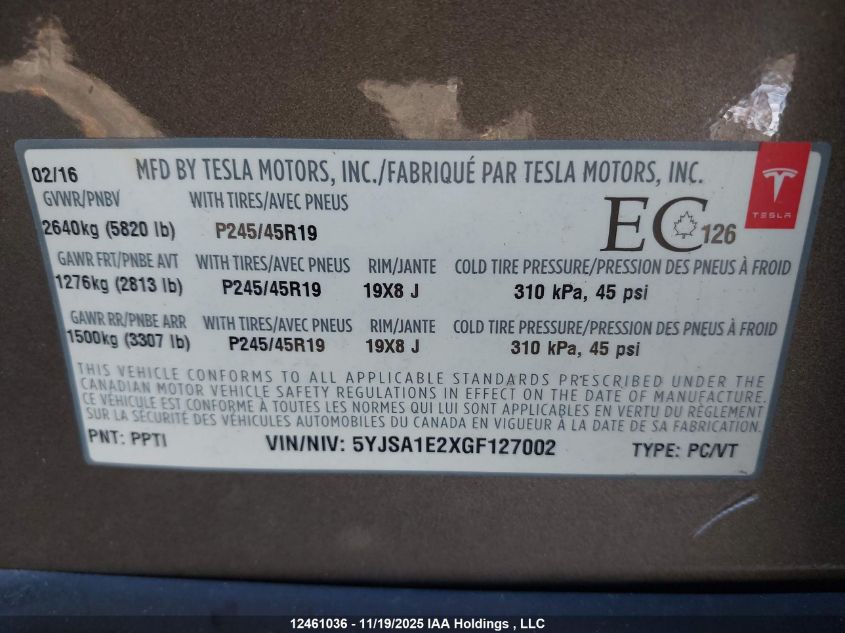 02/16 MFD BY TESLA MOTORS, INC./FABRIQUÉ PAR TESLA MOTORS, INC.
GVWR/PNBV WITH TIRES/AVEC PNEUS
2640kg (5820 lb) P245/45R19
EC 126
TESLA
GAWR FRT/PNBE AVT WITH TIRES/AVEC PNEUS RIM/JANTE COLD TIRE PRESSURE/PRESSION DES PNEUS À FROID
1276kg (2813 lb) P245/45R19 19X8 J 310 kPa, 45 psi
GAWR RR/PNBE ARR WITH TIRES/AVEC PNEUS RIM/JANTE COLD TIRE PRESSURE/PRESSION DES PNEUS À FROID
1500kg (3307 lb) P245/45R19 19X8 J 310 kPa, 45 psi
THIS VEHICLE CONFORMS TO ALL APPLICABLE STANDARDS PRESCRIBED UNDER THE
CANADIAN MOTOR VEHICLE SAFETY REGULATIONS IN EFFECT ON THE DATE OF MANUFACTURE.
CE VÉHICULE EST CONFORME À TOUTES LES NORMES QUI LUI SONT APPLICABLES EN VERTU DU RÈGLEMENT
SUR LA SÉCURITÉ DES VÉHICULES AUTOMOBILES DU CANADA EN VIGUEUR À LA DATE DE SA FABRICATION.
PNT: PPTI VIN/NIV: 5YJSA1E2XGF127002 TYPE: PC/VT
12461036 - 11/19/2025 IAA Holdings , LLC